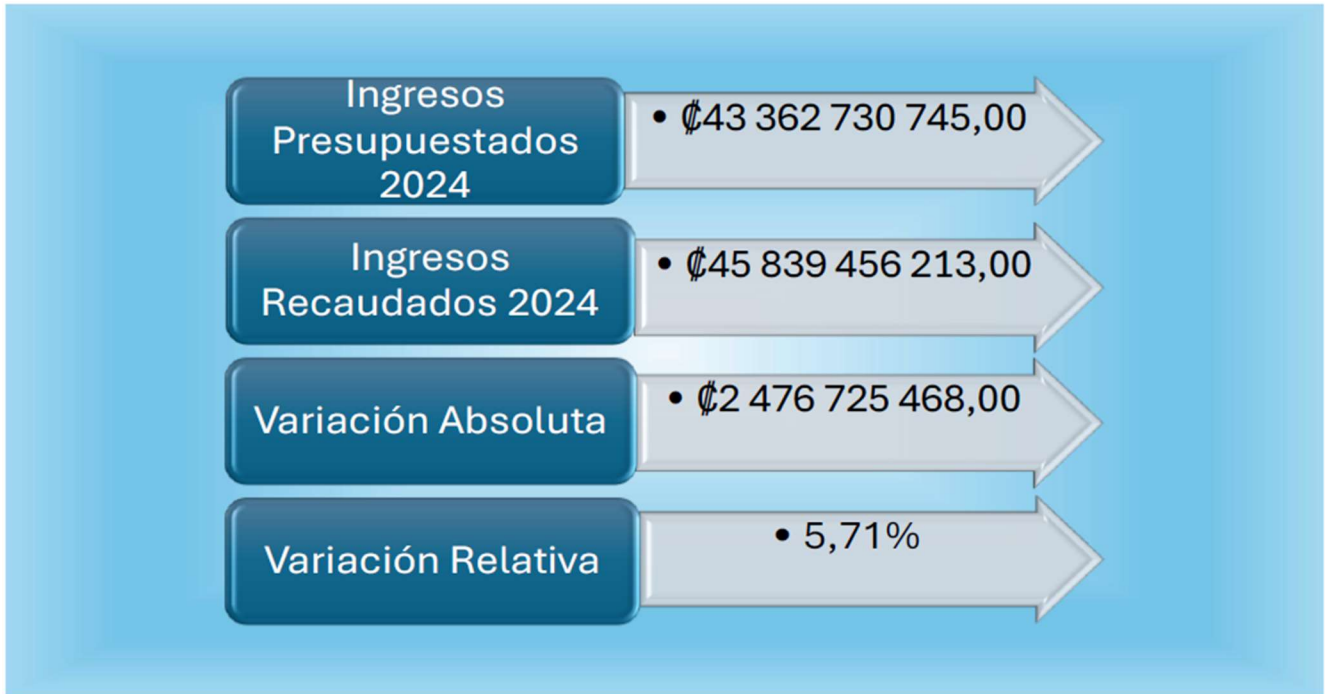 Ingresos
Presupuestados
2024
• ₡43 362 730 745,00
Ingresos
Recaudados 2024
• ₡45 839 456 213,00
Variación Absoluta
• ₡2 476 725 468,00
Variación Relativa
• 5,71%